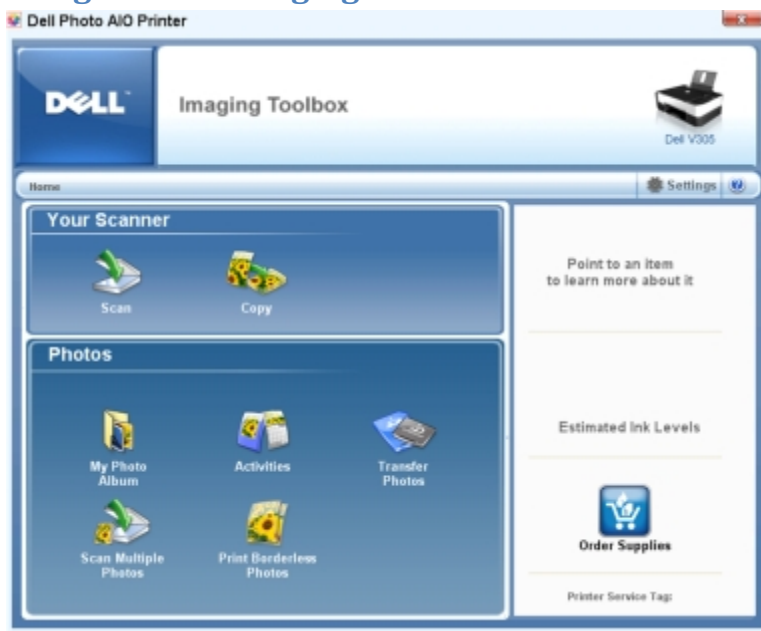 Dell Photo AIO Printer
DELL
Imaging Toolbox
Dell V305
Home
Settings
?
Your Scanner
Scan
Copy
Point to an item
to learn more about it
Photos
My Photo
Album
Activities
Transfer
Photos
Scan Multiple
Photos
Print Borderless
Photos
Estimated Ink Levels
Order Supplies
Printer Service Tag: